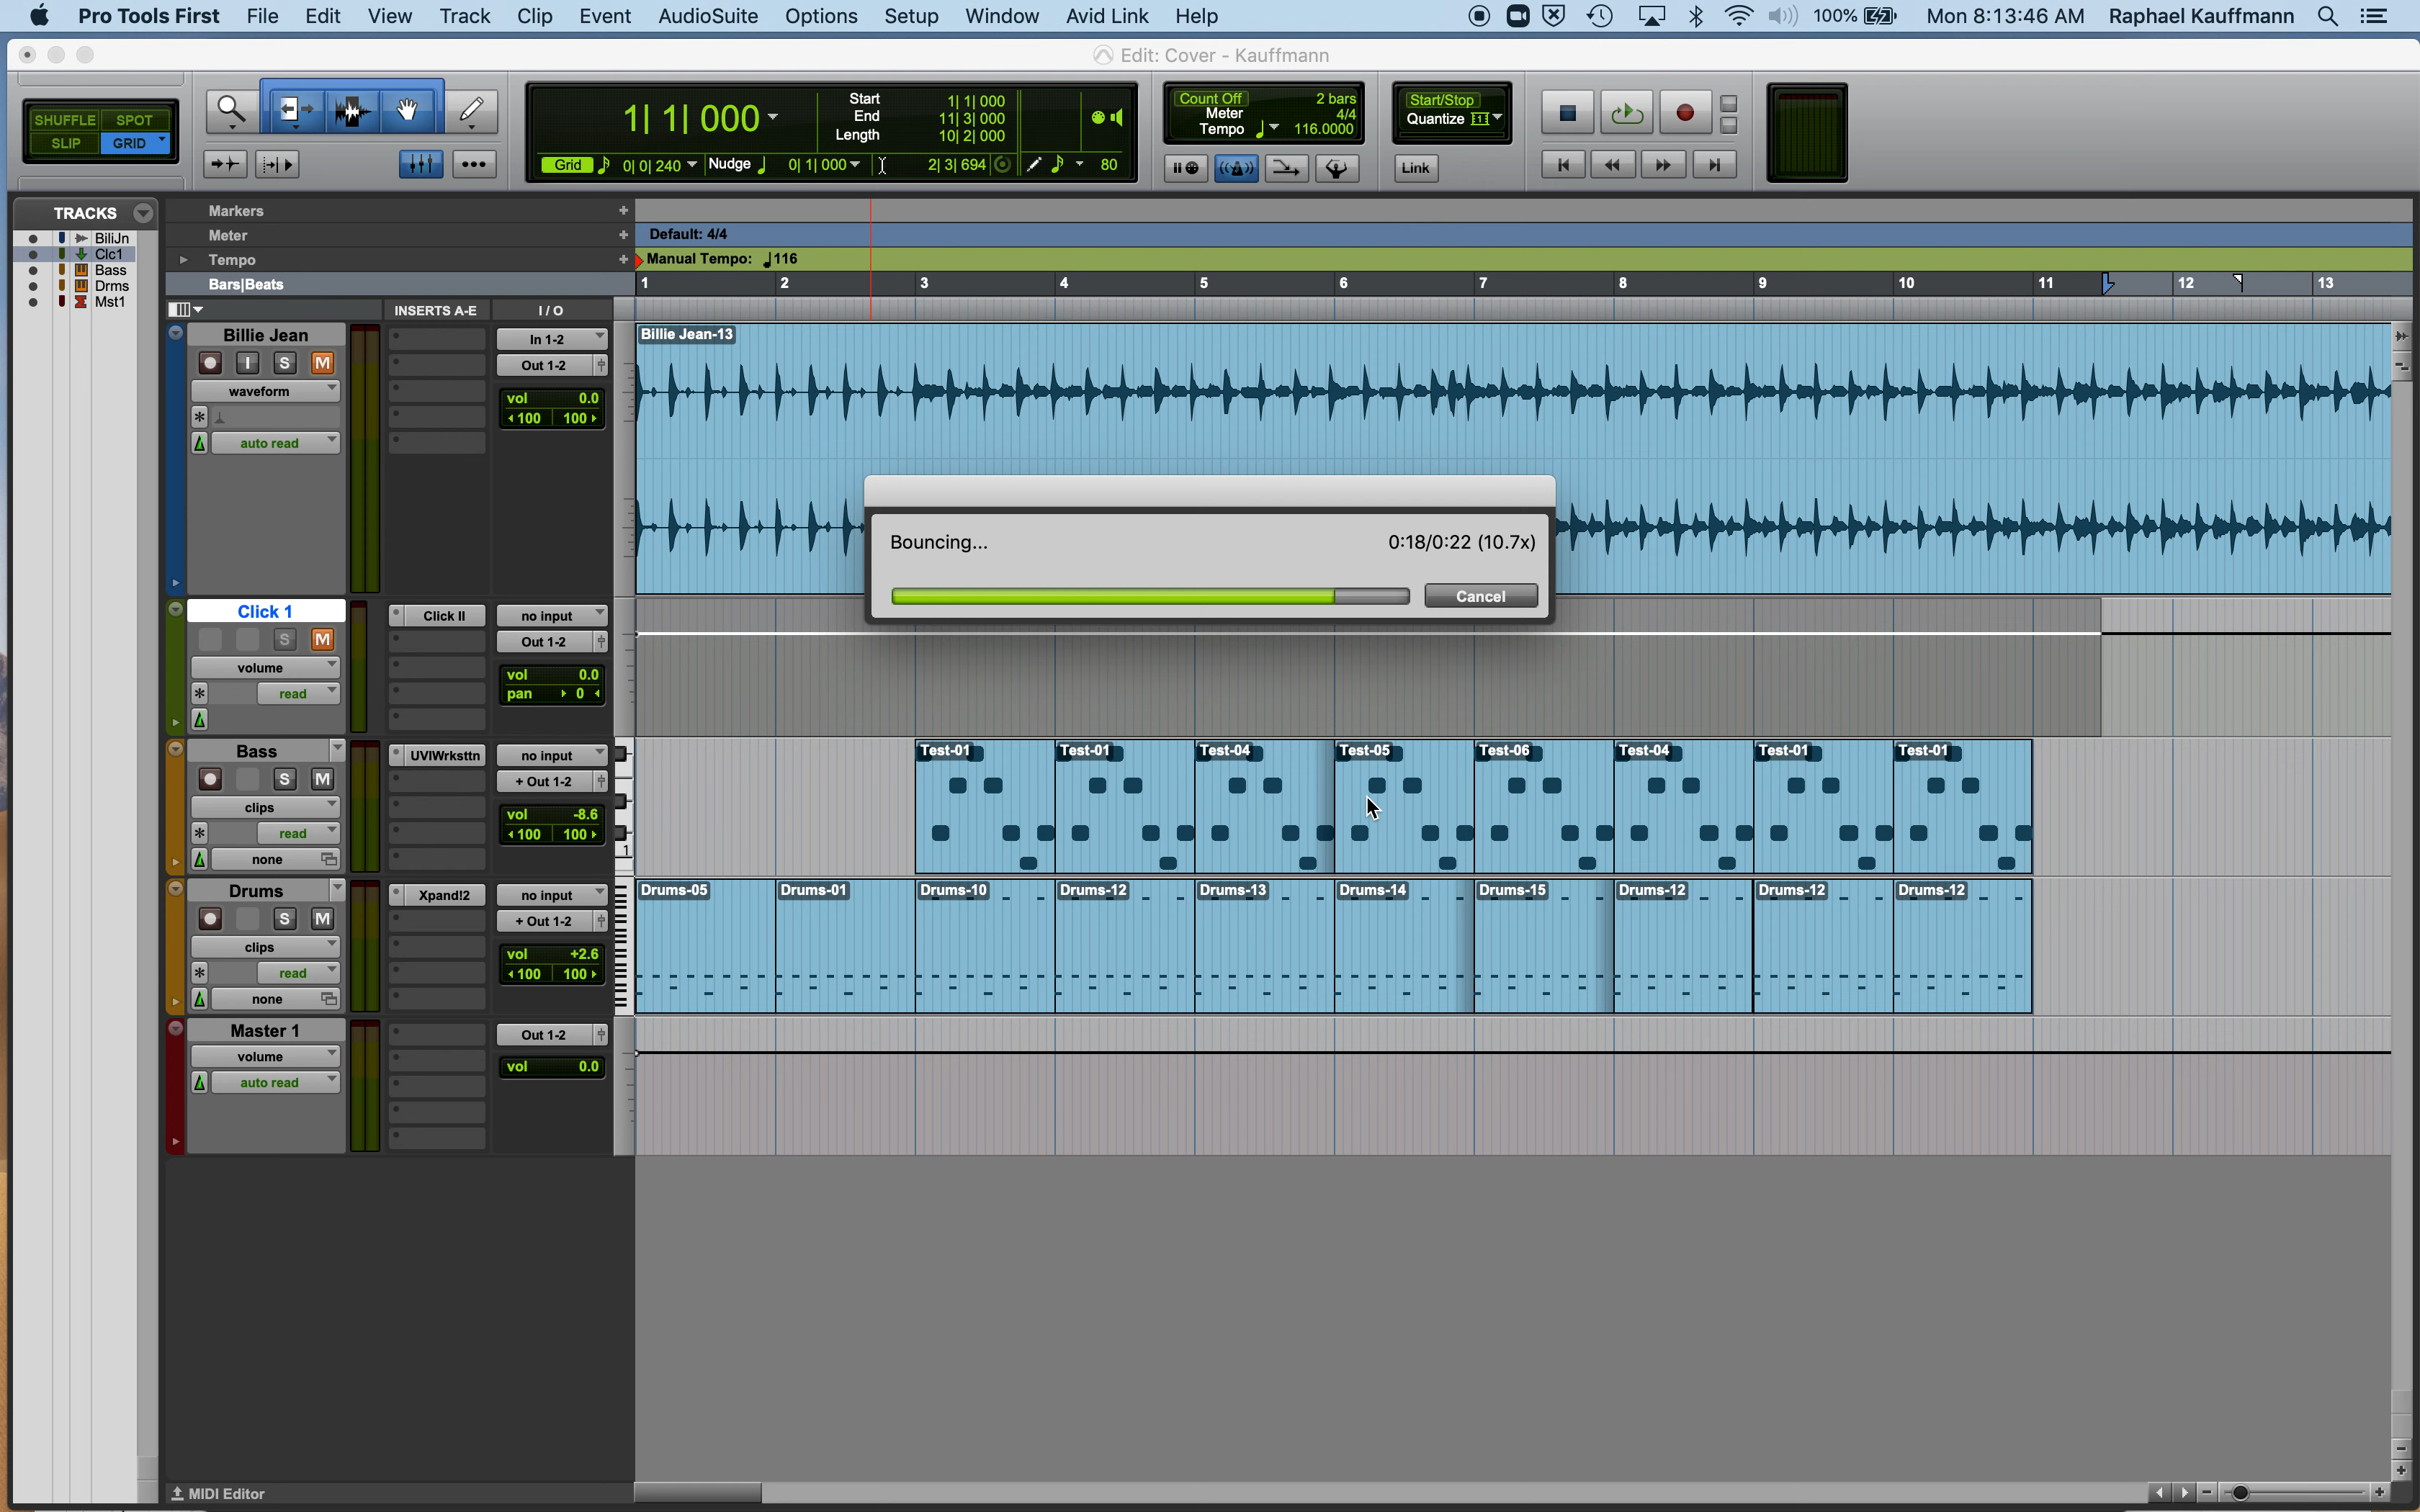 Pro Tools First File Edit View Track Clip Event AudioSuite Options Setup Window Avid Link Help 100% Mon 8:13:46 AM Raphael Kauffmann
Edit: Cover - Kauffmann
SHUFFLE SPOT
SLIP GRID
1| 1| 000
Start 1| 1| 000
End 11| 3| 000
Length 10| 2| 000
Grid 0| 0| 240 Nudge 0| 1| 000 2| 3| 694 80
Count Off 2 bars
Meter 4/4
Tempo 116.0000
Start/Stop
Quantize
Link
TRACKS
BiliJn
Clc1
Bass
Drms
Mst1
Markers
Meter Default: 4/4
Tempo Manual Tempo: 116
Bars|Beats 1 2 3 4 5 6 7 8 9 10 11 12 13
INSERTS A-E I / O
Billie Jean In 1-2 Billie Jean-13
I S M Out 1-2
waveform vol 0.0
100 100
auto read
Bouncing... 0:18/0:22 (10.7x)
Cancel
Click 1 Click II no input
S M Out 1-2
volume vol 0.0
read pan 0
Bass UVIWrksttn no input Test-01 Test-01 Test-04 Test-05 Test-06 Test-04 Test-01 Test-01
S M + Out 1-2
clips vol -8.6
read 100 100
none 1
Drums Xpand!2 no input Drums-05 Drums-01 Drums-10 Drums-12 Drums-13 Drums-14 Drums-15 Drums-12 Drums-12 Drums-12
S M + Out 1-2
clips vol +2.6
read 100 100
none
Master 1 Out 1-2
volume vol 0.0
auto read
MIDI Editor